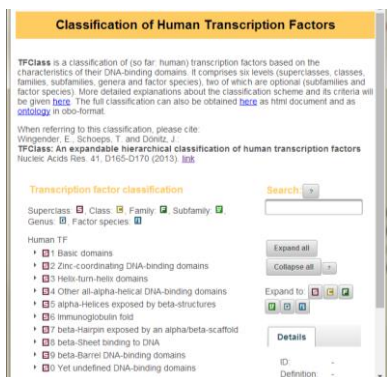 Classification of Human Transcription Factors
TFClass is a classification of (so far: human) transcription factors based on the
characteristics of their DNA-binding domains. It comprises six levels (superclasses, classes,
families, subfamilies, genera and factor species), two of which are optional (subfamilies and
factor species). More detailed explanations about the classification scheme and its criteria will
be given here. The full classification can also be obtained here as html document and as
ontology in obo-format.
When referring to this classification, please cite:
Wingender, E., Schoeps, T. and Dönitz, J.:
TFClass: An expandable hierarchical classification of human transcription factors
Nucleic Acids Res. 41, D165-D170 (2013). link
Transcription factor classification
Search: ?
Superclass: S, Class: C, Family: F, Subfamily: S,
Genus: G, Factor species: F
Human TF
1 Basic domains
2 Zinc-coordinating DNA-binding domains
3 Helix-turn-helix domains
4 Other all-alpha-helical DNA-binding domains
5 alpha-Helices exposed by beta-structures
6 Immunoglobulin fold
7 beta-Hairpin exposed by an alpha/beta-scaffold
8 beta-Sheet binding to DNA
9 beta-Barrel DNA-binding domains
0 Yet undefined DNA-binding domains
Expand all
Collapse all ?
Expand to:
Details
ID: -
Definition: -